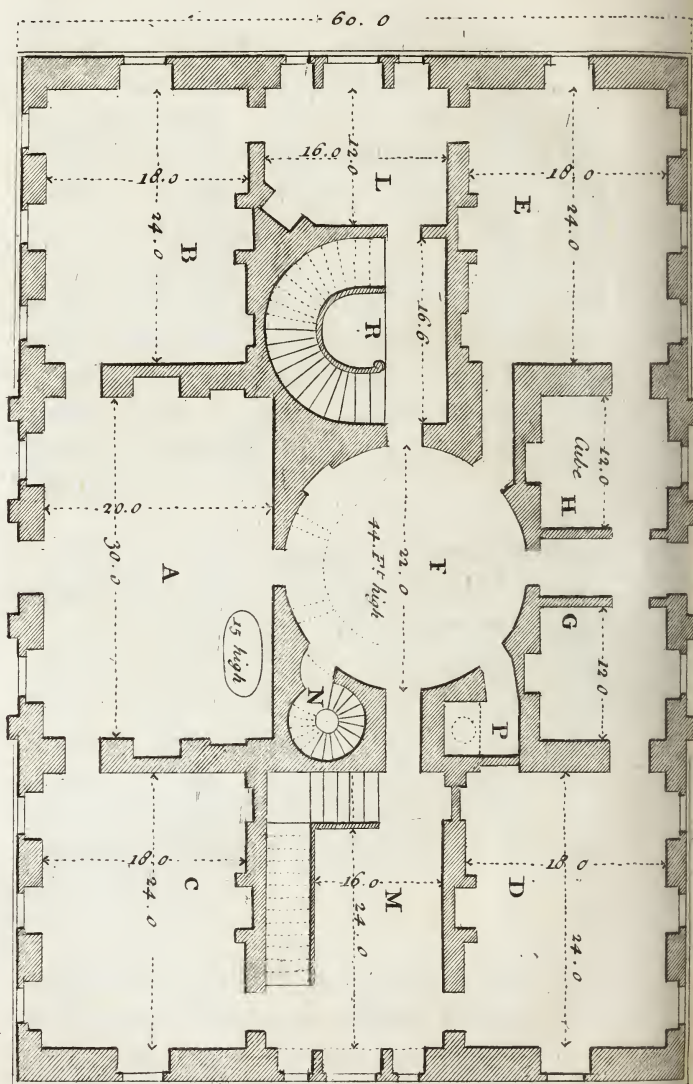 60. 0
18. 0
24. 0
B
16. 0
12. 0
L
18. 0
24. 0
E
R
16. 6
20. 0
30. 0
A
15 high
22. 0
44. Ft. high
F
12. 0
Cube
H
G
12. 0
N
P
18. 0
24. 0
C
16. 0
24. 0
M
18. 0
24. 0
D